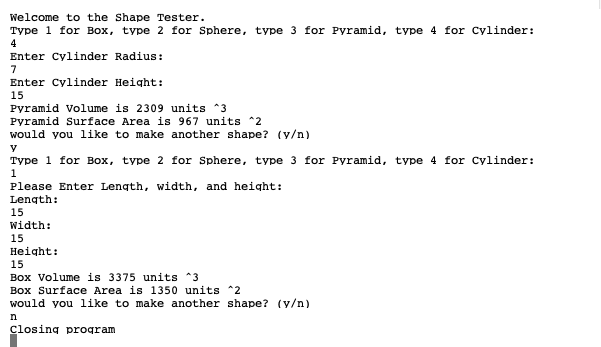 Welcome to the Shape Tester.
Type 1 for Box, type 2 for Sphere, type 3 for Pyramid, type 4 for Cylinder:
4
Enter Cylinder Radius:
7
Enter Cylinder Height:
15
Pyramid Volume is 2309 units ^3
Pyramid Surface Area is 967 units ^2
would you like to make another shape? (y/n)
y
Type 1 for Box, type 2 for Sphere, type 3 for Pyramid, type 4 for Cylinder:
1
Please Enter Length, width, and height:
Length:
15
Width:
15
Height:
15
Box Volume is 3375 units ^3
Box Surface Area is 1350 units ^2
would you like to make another shape? (y/n)
n
Closing program